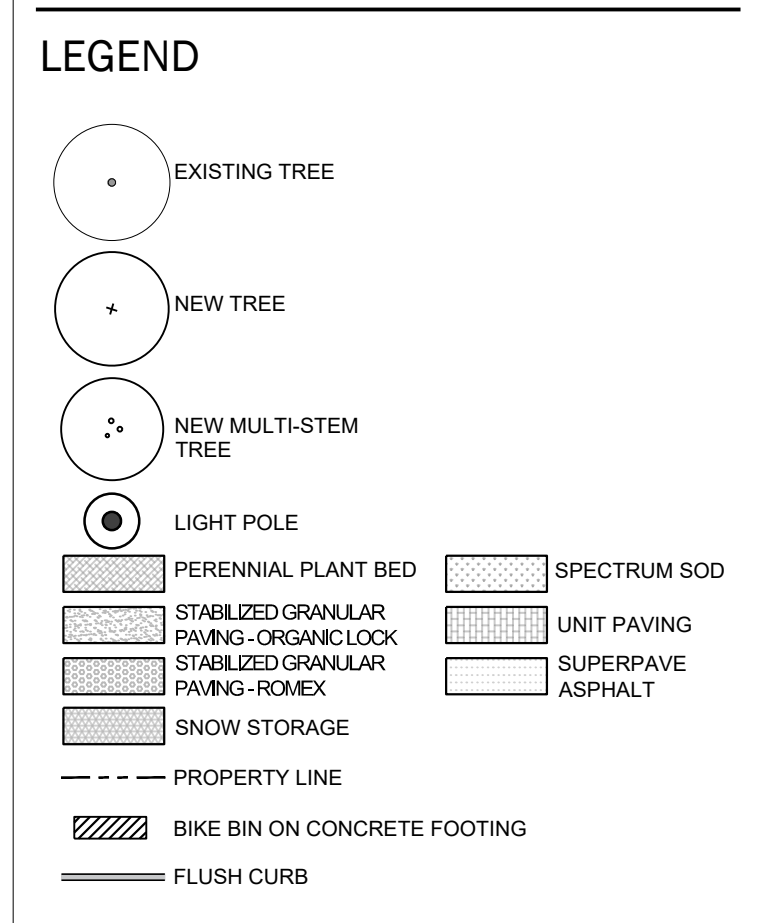 LEGEND
EXISTING TREE
NEW TREE
NEW MULTI-STEM
TREE
LIGHT POLE
PERENNIAL PLANT BED
STABILIZED GRANULAR
PAVING - ORGANIC LOCK
STABILIZED GRANULAR
PAVING - ROMEX
SNOW STORAGE
SPECTRUM SOD
UNIT PAVING
SUPERPAVE
ASPHALT
PROPERTY LINE
BIKE BIN ON CONCRETE FOOTING
FLUSH CURB